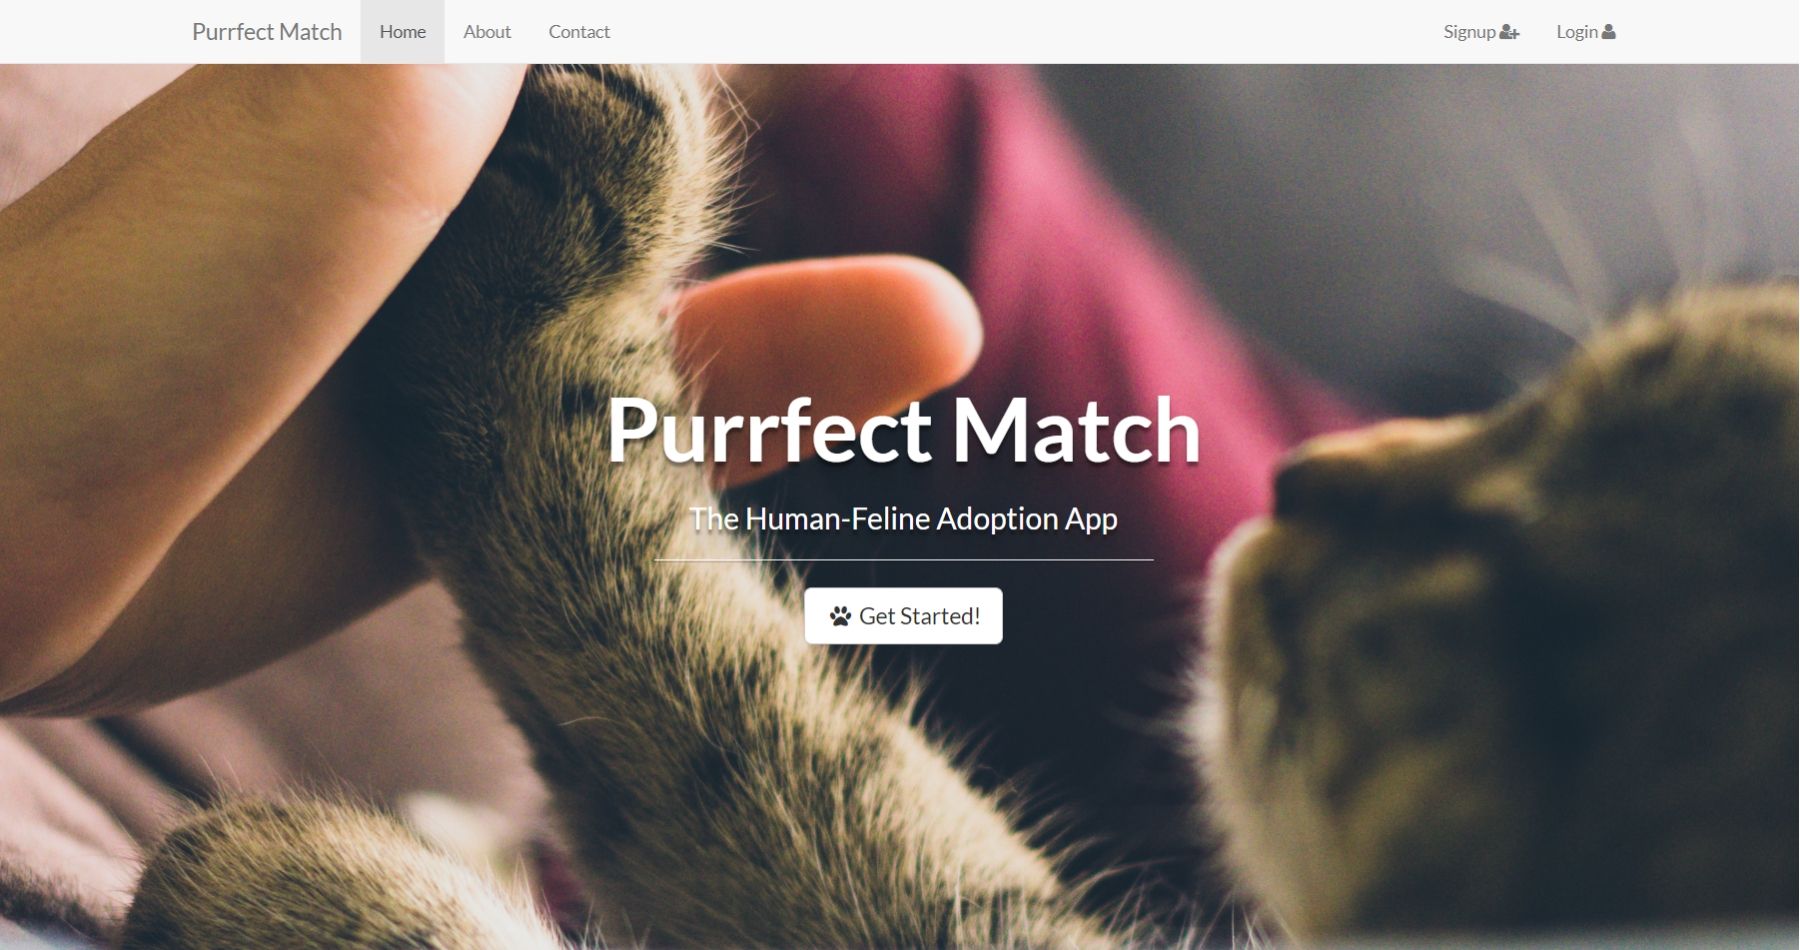 Purrfect Match Home About Contact Signup Login
Purrfect Match
The Human-Feline Adoption App
Get Started!